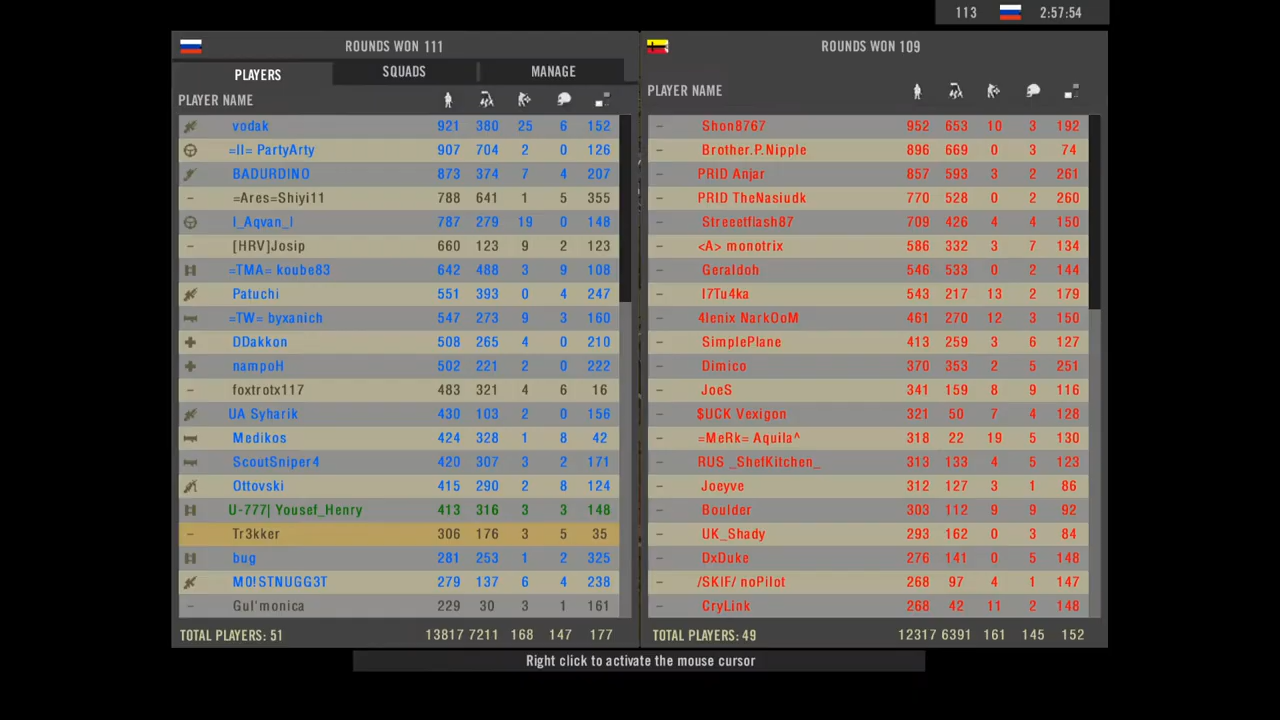 113 2:57:54
ROUNDS WON 111
PLAYERS SQUADS MANAGE
PLAYER NAME
vodak 921 380 25 6 152
=II= PartyArty 907 704 2 0 126
BADURDINO 873 374 7 4 207
- =Ares=Shiyi11 788 641 1 5 355
I_Aqvan_I 787 279 19 0 148
- [HRV]Josip 660 123 9 2 123
=TMA= koube83 642 488 3 9 108
Patuchi 551 393 0 4 247
=TW= byxanich 547 273 9 3 160
DDakkon 508 265 4 0 210
nampoH 502 221 2 0 222
- foxtrotx117 483 321 4 6 16
UA Syharik 430 103 2 0 156
Medikos 424 328 1 8 42
ScoutSniper4 420 307 3 2 171
Ottovski 415 290 2 8 124
U-777| Yousef_Henry 413 316 3 3 148
- Tr3kker 306 176 3 5 35
bug 281 253 1 2 325
M0!STNUGG3T 279 137 6 4 238
- Gul'monica 229 30 3 1 161
TOTAL PLAYERS: 51 13817 7211 168 147 177
ROUNDS WON 109
PLAYER NAME
- Shon8767 952 653 10 3 192
- Brother.P.Nipple 896 669 0 3 74
- PRID Anjar 857 593 3 2 261
- PRID TheNasiudk 770 528 0 2 260
- Streeetflash87 709 426 4 4 150
- <A> monotrix 586 332 3 7 134
- Geraldoh 546 533 0 2 144
- I7Tu4ka 543 217 13 2 179
- 4lenix NarkOoM 461 270 12 3 150
- SimplePlane 413 259 3 6 127
- Dimico 370 353 2 5 251
- JoeS 341 159 8 9 116
- $UCK Vexigon 321 50 7 4 128
- =MeRk= Aquila^ 318 22 19 5 130
- RUS _ShefKitchen_ 313 133 4 5 123
- Joeyve 312 127 3 1 86
- Boulder 303 112 9 9 92
- UK_Shady 293 162 0 3 84
- DxDuke 276 141 0 5 148
- /SKIF/ noPilot 268 97 4 1 147
- CryLink 268 42 11 2 148
TOTAL PLAYERS: 49 12317 6391 161 145 152
Right click to activate the mouse cursor